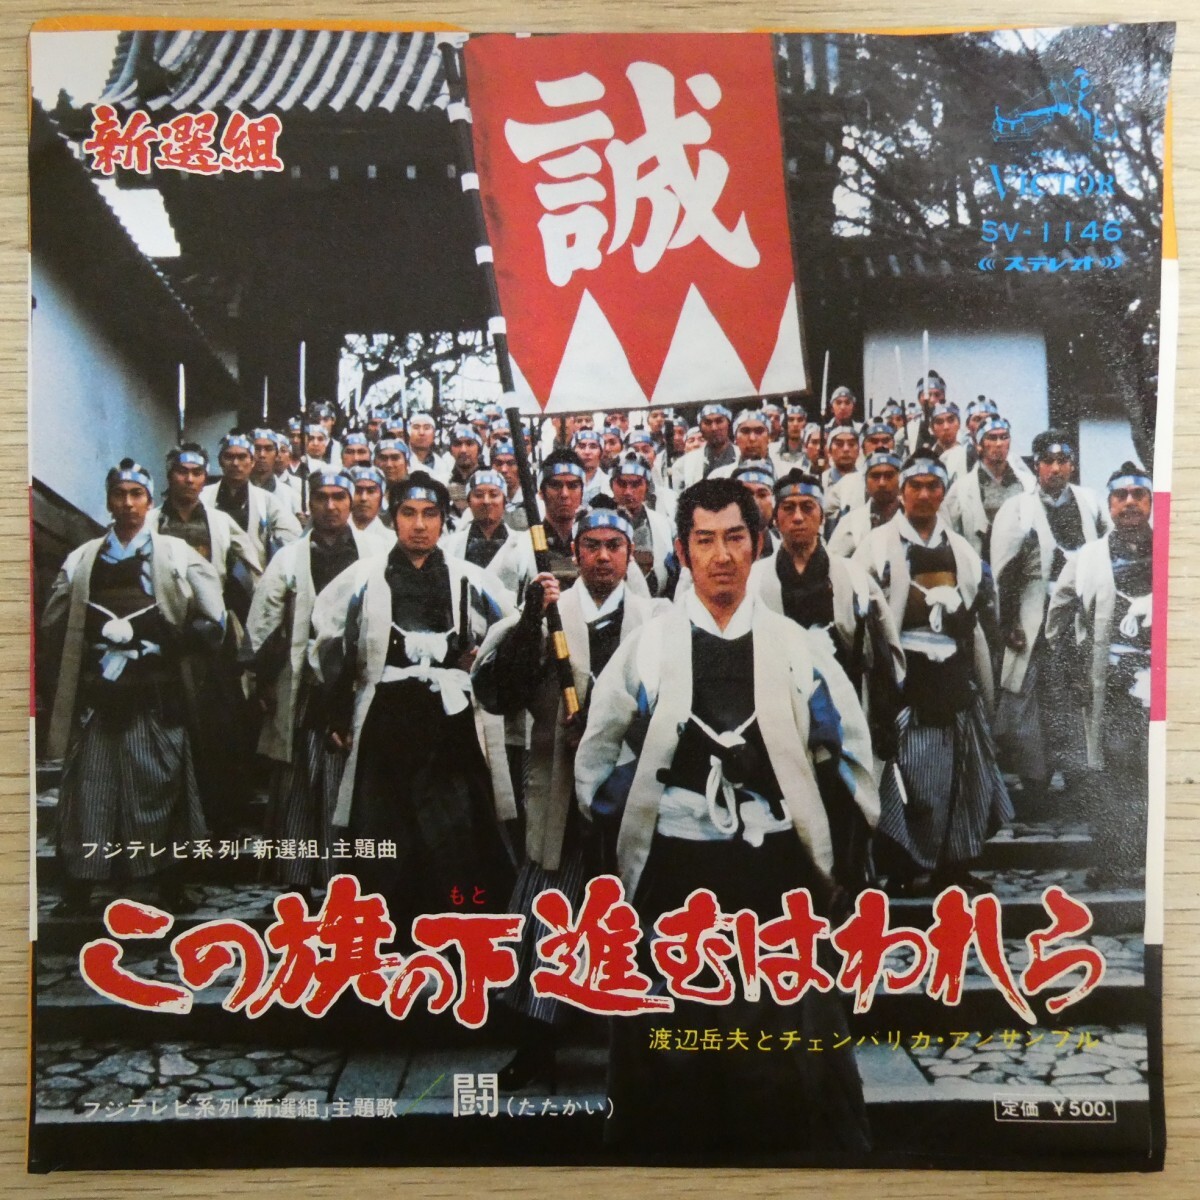 新選組
誠
VICTOR
SV-1146
ステレオ
フジテレビ系列「新選組」主題曲
もと
この旗の下進むはわれら
渡辺岳夫とチェンバリカ・アンサンブル
フジテレビ系列「新選組」主題歌／闘(たたかい)
定価 ¥500.